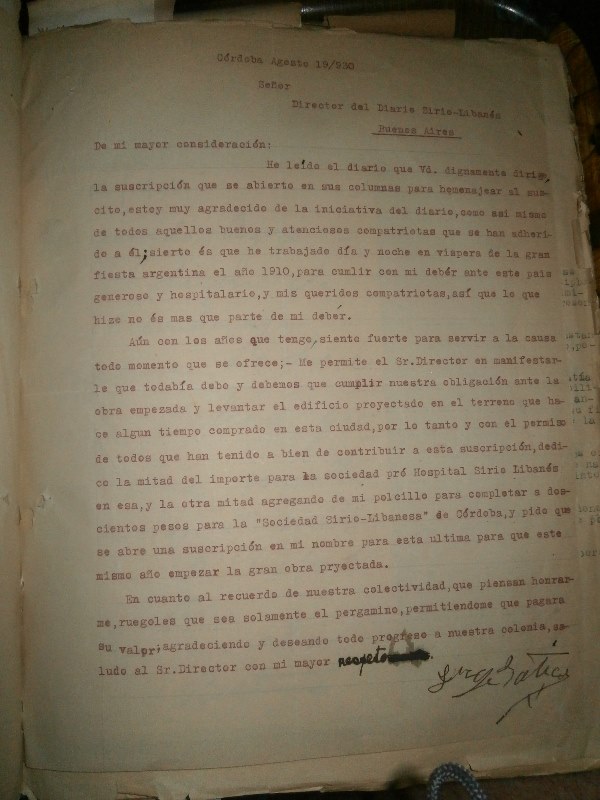 Córdoba Agosto 19/930
Señor
Director del Diario Sirio-Libanés
Buenos Aires
De mi mayor consideración:
He leído al diario que Vd. dignamente dirige,
la suscripción que se abierto en sus columnas para homenajear al sus-
cito,estoy muy agradecido de la iniciativa del diario,como asi mismo
de todos aquellos buenos y atenciosos compatriotas que se han adheri-
do a él;sierto és que he trabajado día y noche en vispera de la gran
fiesta argentina el año 1910,para cumlir con mi debér ante este pais
generoso y hospitalario,y mis queridos compatriotas,así que lo que
hize no és mas que parte de mi debér.
Aún con los años que tengo,siento fuerte para servir a la causa
todo momento que se ofrece;- Me permite el Sr.Director en manifestar-
le que todabía debo y debemos que cumplir nuestra obligación ante la
obra empezada y levantar el edificio proyectado en el terreno que ha-
ce algun tiempo comprado en esta ciudad,por lo tanto y con el permiso
de todos que han tenido a bien de contribuir a esta suscripción,dedi-
co la mitad del importe para la sociedad pró Hospital Sirio Libanés
en esa,y la otra mitad agregando de mi polcillo para completar a dos-
cientos pesos para la "Sociedad Sirio-Libanesa" de Córdoba,y pido que
se abre una suscripción en mi nombre para esta ultima para que este
mismo año empezar la gran obra pryectada.
En cuanto al recuerdo de nuestra colectividad,que piensan honrar-
me,ruegoles que sea solamente el pergamino,permitiendome que pagara
su valor,agradeciendo y deseando todo progreso a nuestra colonia,sa-
ludo al Sr.Director con mi mayor respeto.